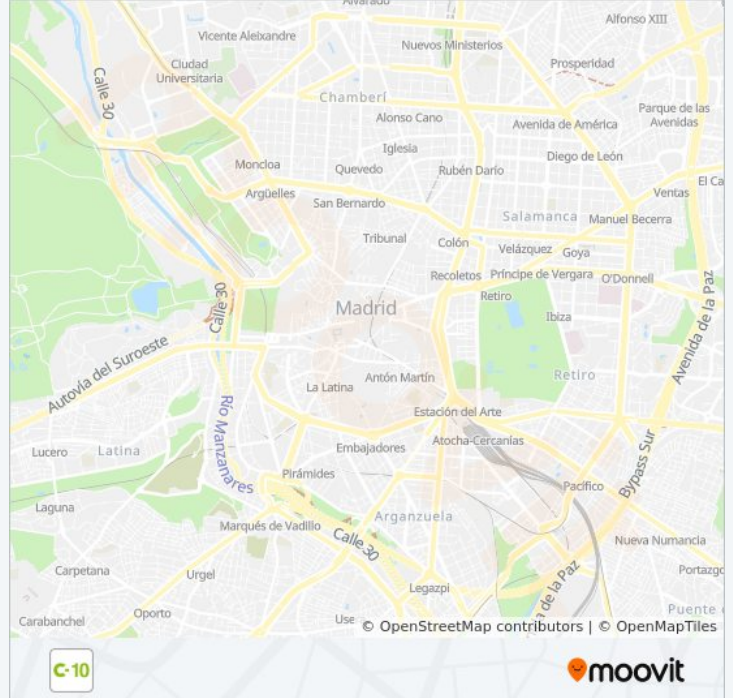 Alvarado
Alfonso XIII
Vicente Aleixandre
Nuevos Ministerios
Ciudad
Universitaria
Prosperidad
Calle 30
Chamberí
Parque de las
Avenidas
Alonso Cano
Avenida de América
Iglesia
Diego de León
Moncloa
Quevedo
Rubén Darío
El Ca
Argüelles
Ventas
San Bernardo
Salamanca
Manuel Becerra
Tribunal
Colón
Velázquez
Goya
Recoletos
Príncipe de Vergara
O'Donnell
Retiro
Calle 30
Madrid
Ibiza
Avenida de la Paz
Autovía del Suroeste
La Latina
Antón Martín
Retiro
Estación del Arte
Río Manzanares
Atocha-Cercanías
Embajadores
Lucero
Latina
Bypass Sur
Pirámides
Pacífico
Laguna
Arganzuela
Marqués de Vadillo
Calle 30
Nueva Numancia
Carpetana
Urgel
Portazgo
Legazpi
a de la Paz
Oporto
Carabanchel
Use
Puente
© OpenStreetMap contributors | © OpenMapTiles
C-10
moovit